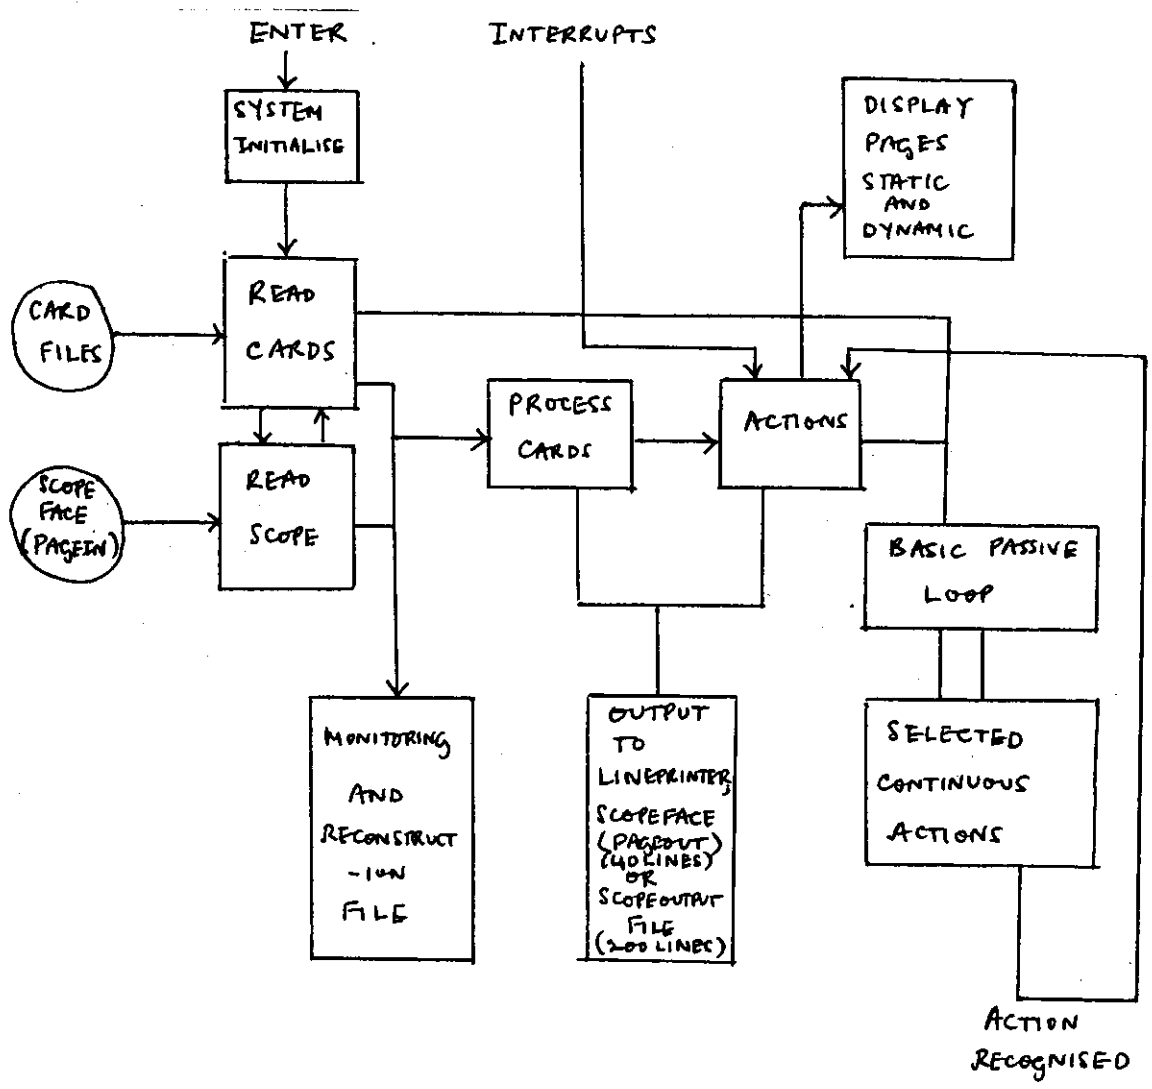 ENTER
INTERRUPTS
SYSTEM
INITIALISE
DISPLAY
PAGES
STATIC
AND
DYNAMIC
CARD
FILES
READ
CARDS
PROCESS
CARDS
ACTIONS
SCOPE
FACE
(PAGEIN)
READ
SCOPE
BASIC PASSIVE
LOOP
MONITORING
AND
RECONSTRUCT
-ION
FILE
OUTPUT
TO
LINEPRINTER,
SCOPEFACE
(PAGEOUT)
(40LINES)
OR
SCOPEOUTPUT
FILE
(200 LINES)
SELECTED
CONTINUOUS
ACTIONS
ACTION
RECOGNISED